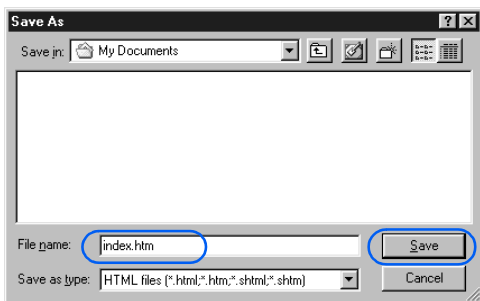 Save As
Save in: My Documents
File name: index.htm Save
Save as type: HTML files (*.html;*.htm;*.shtml;*.shtm) Cancel